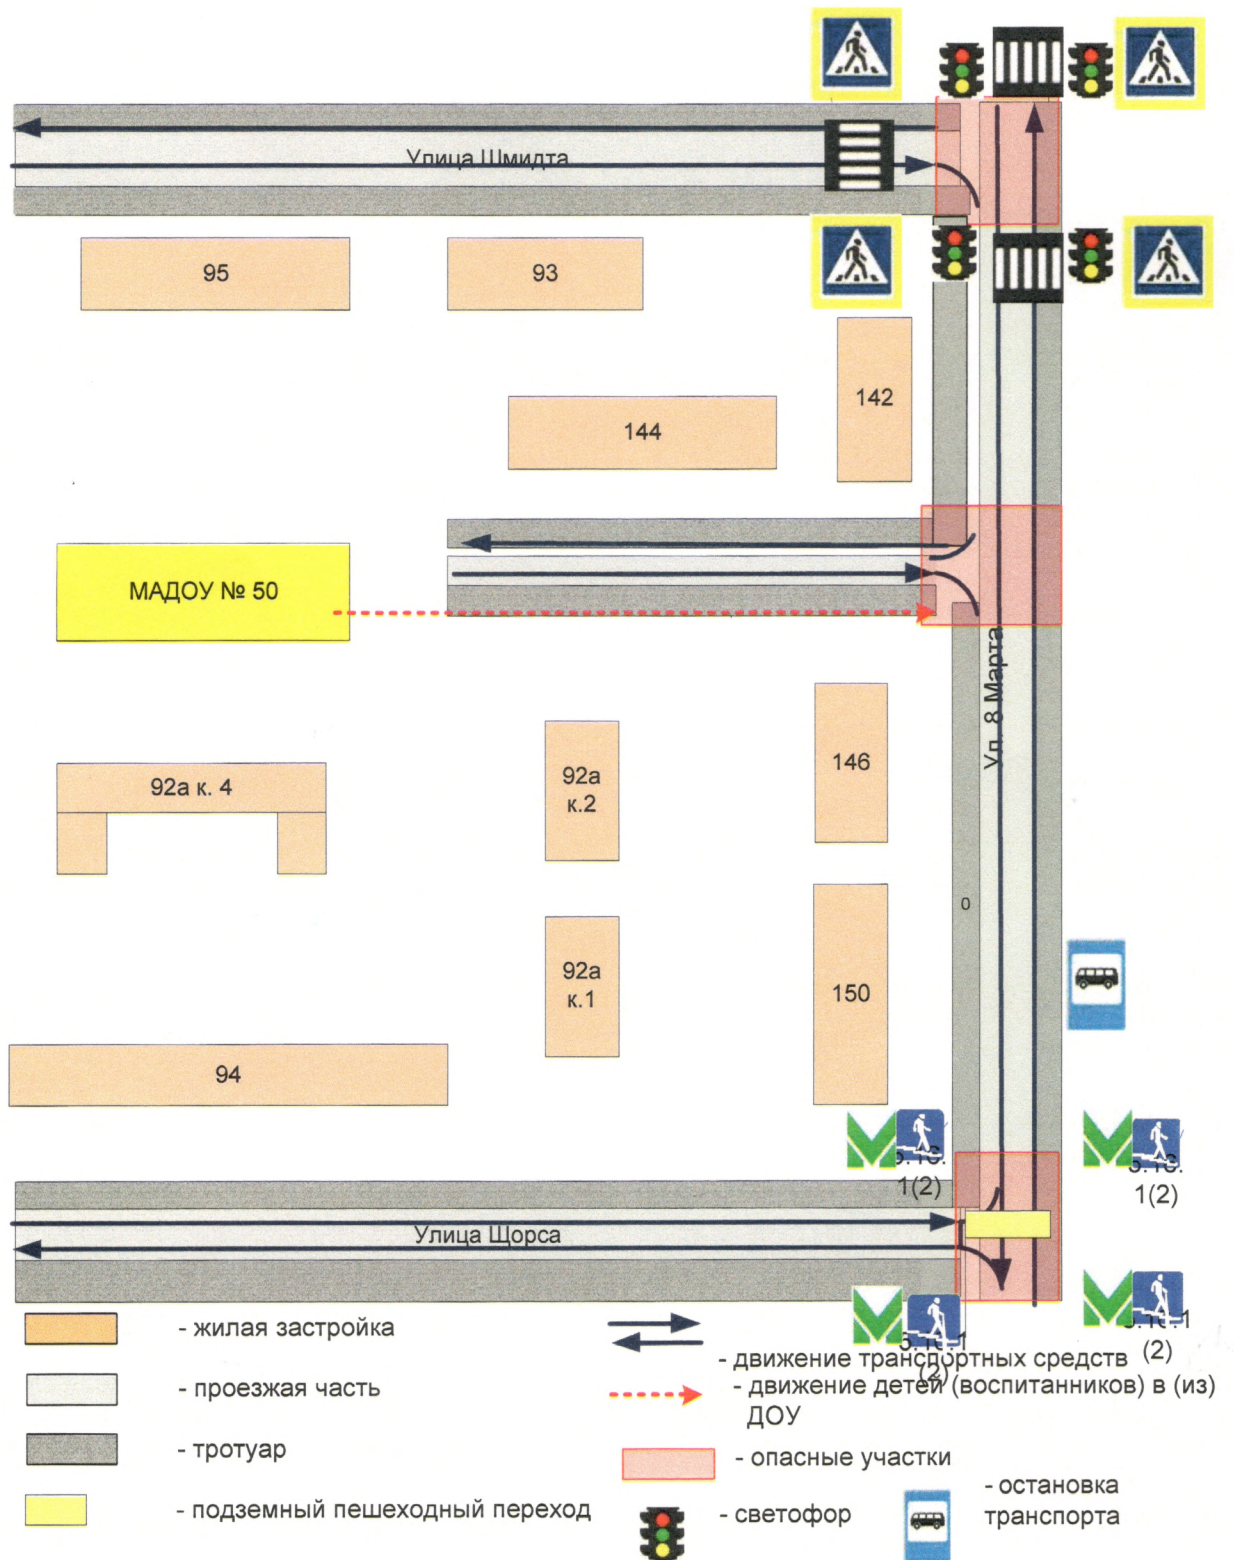 Улица Шмидта
95
93
142
144
МАДОУ № 50
Ул. 8 Марта
92а к. 4
92а
к.2
146
0
92а
к.1
150
94
1(2)
1(2)
Улица Щорса
(2)
(2)
- жилая застройка
- движение транспортных средств
- проезжая часть
- движение детей (воспитанников) в (из)
ДОУ
- тротуар
- опасные участки
- подземный пешеходный переход
- светофор
- остановка
транспорта